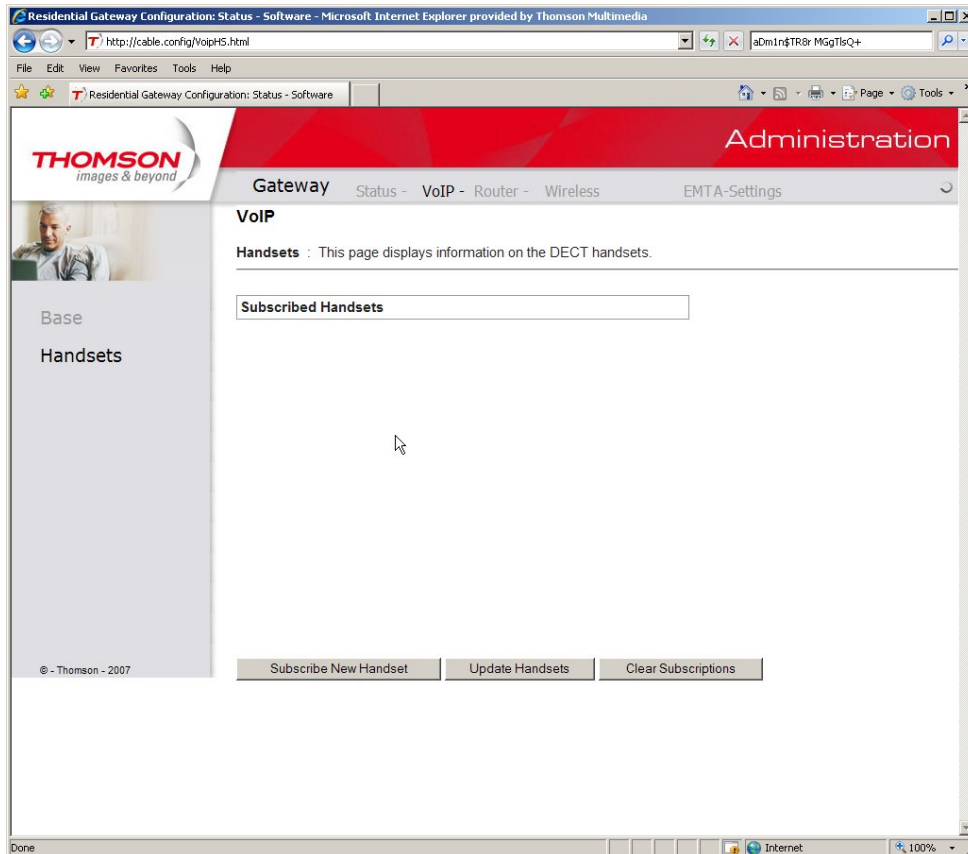 Residential Gateway Configuration: Status - Software - Microsoft Internet Explorer provided by Thomson Multimedia
http://cable.config/VoipHS.html
aDm1n$TR8r MGgTlsQ+
File Edit View Favorites Tools Help
Residential Gateway Configuration: Status - Software
Page Tools
THOMSON
images & beyond
Administration
Gateway Status - VoIP - Router - Wireless EMTA-Settings
VoIP
Handsets : This page displays information on the DECT handsets.
Base
Handsets
Subscribed Handsets
© - Thomson - 2007
Subscribe New Handset Update Handsets Clear Subscriptions
Done Internet 100%